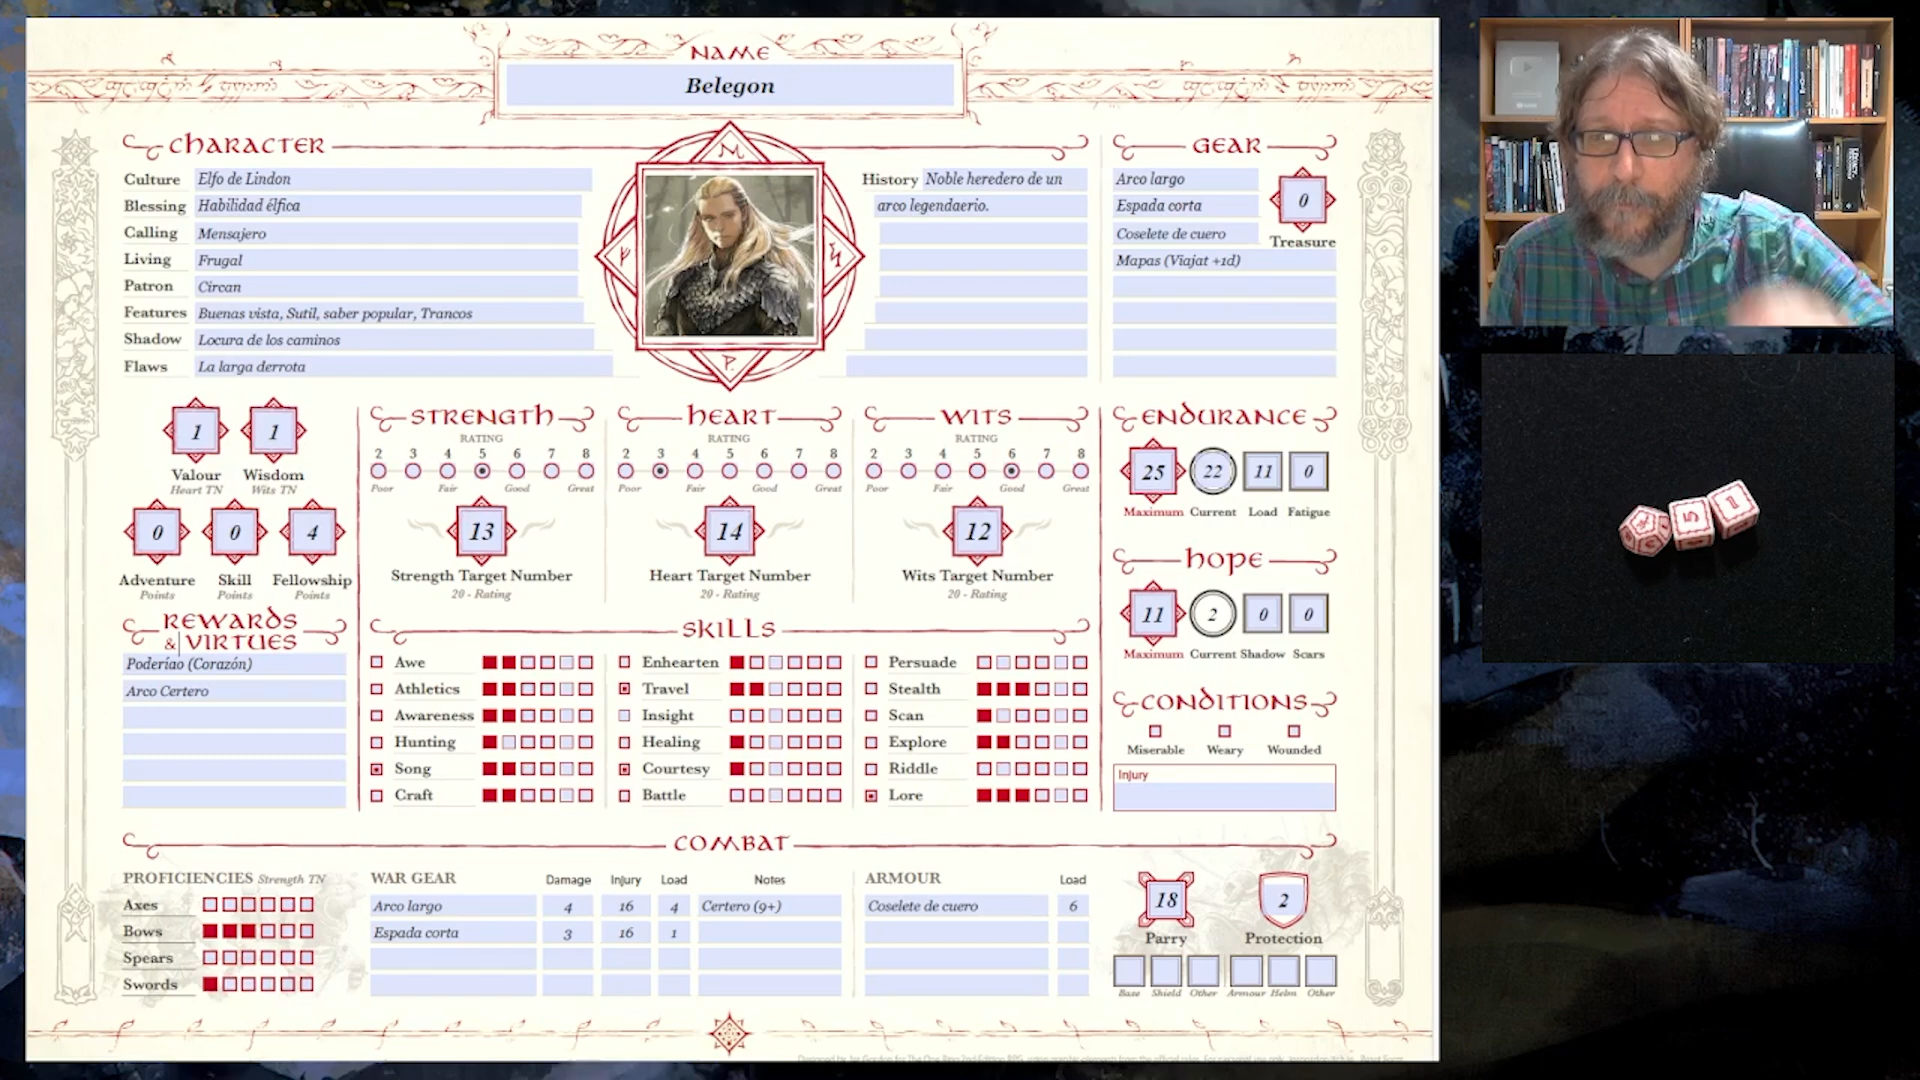 NAME
Belegon
CHARACTER
Culture Elfo de Lindon
Blessing Habilidad élfica
Calling Mensajero
Living Frugal
Patron Circan
Features Buenas vista, Sutil, saber popular, Trancos
Shadow Locura de los caminos
Flaws La larga derrota
History Noble heredero de un
arco legendaerio.
GEAR
Arco largo
Espada corta
Coselete de cuero
Mapas (Viajat +1d)
0
Treasure
1 1
Valour Wisdom
Heart TN Wits TN
0 0 4
Adventure Skill Fellowship
Points Points Points
STRENGTH
RATING
2 3 4 5 6 7 8
Poor Fair Good Great
13
Strength Target Number
20 - Rating
HEART
RATING
2 3 4 5 6 7 8
Poor Fair Good Great
14
Heart Target Number
20 - Rating
WITS
RATING
2 3 4 5 6 7 8
Poor Fair Good Great
12
Wits Target Number
20 - Rating
ENDURANCE
25 22 11 0
Maximum Current Load Fatigue
HOPE
11 2 0 0
Maximum Current Shadow Scars
REWARDS
& VIRTUES
Poderíao (Corazón)
Arco Certero
SKILLS
Awe Enhearten Persuade
Athletics Travel Stealth
Awareness Insight Scan
Hunting Healing Explore
Song Courtesy Riddle
Craft Battle Lore
CONDITIONS
Miserable Weary Wounded
Injury
COMBAT
PROFICIENCIES Strength TN
Axes
Bows
Spears
Swords
WAR GEAR Damage Injury Load Notes
Arco largo 4 16 4 Certero (9+)
Espada corta 3 16 1
ARMOUR Load
Coselete de cuero 6
18 2
Parry Protection
Base Shield Other Armour Helm Other
5 1